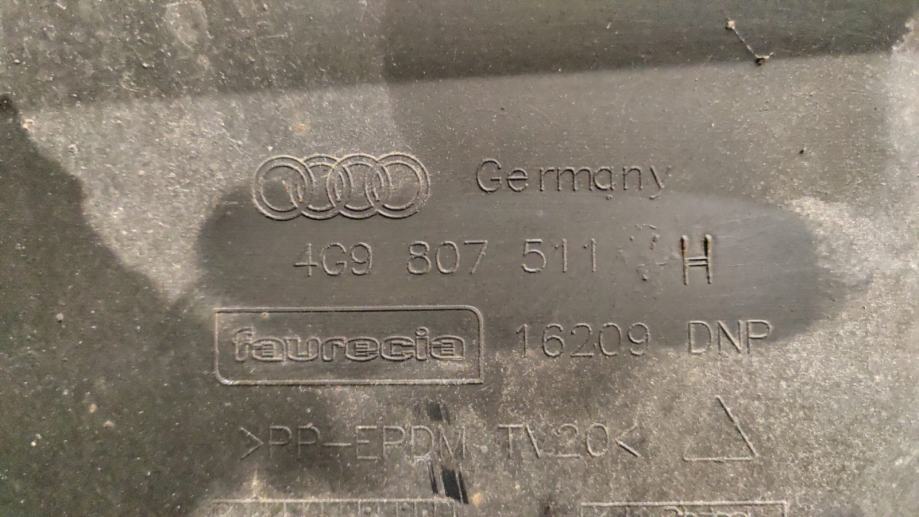 Germany
4G9 807 511 H
faurecia 16209 DNP
>PP-EPDM TV20<